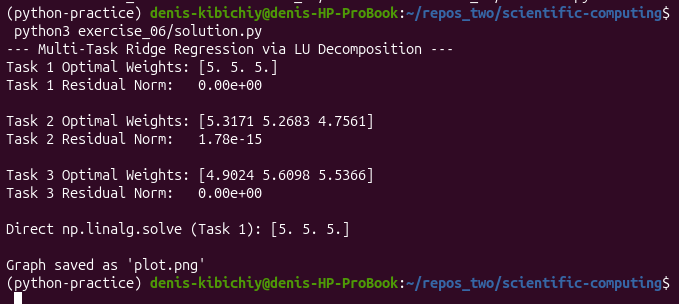 (python-practice) denis-kibichiy@denis-HP-ProBook:~/repos_two/scientific-computing$
python3 exercise_06/solution.py
--- Multi-Task Ridge Regression via LU Decomposition ---
Task 1 Optimal Weights: [5. 5. 5.]
Task 1 Residual Norm:   0.00e+00

Task 2 Optimal Weights: [5.3171 5.2683 4.7561]
Task 2 Residual Norm:   1.78e-15

Task 3 Optimal Weights: [4.9024 5.6098 5.5366]
Task 3 Residual Norm:   0.00e+00

Direct np.linalg.solve (Task 1): [5. 5. 5.]

Graph saved as 'plot.png'
(python-practice) denis-kibichiy@denis-HP-ProBook:~/repos_two/scientific-computing$